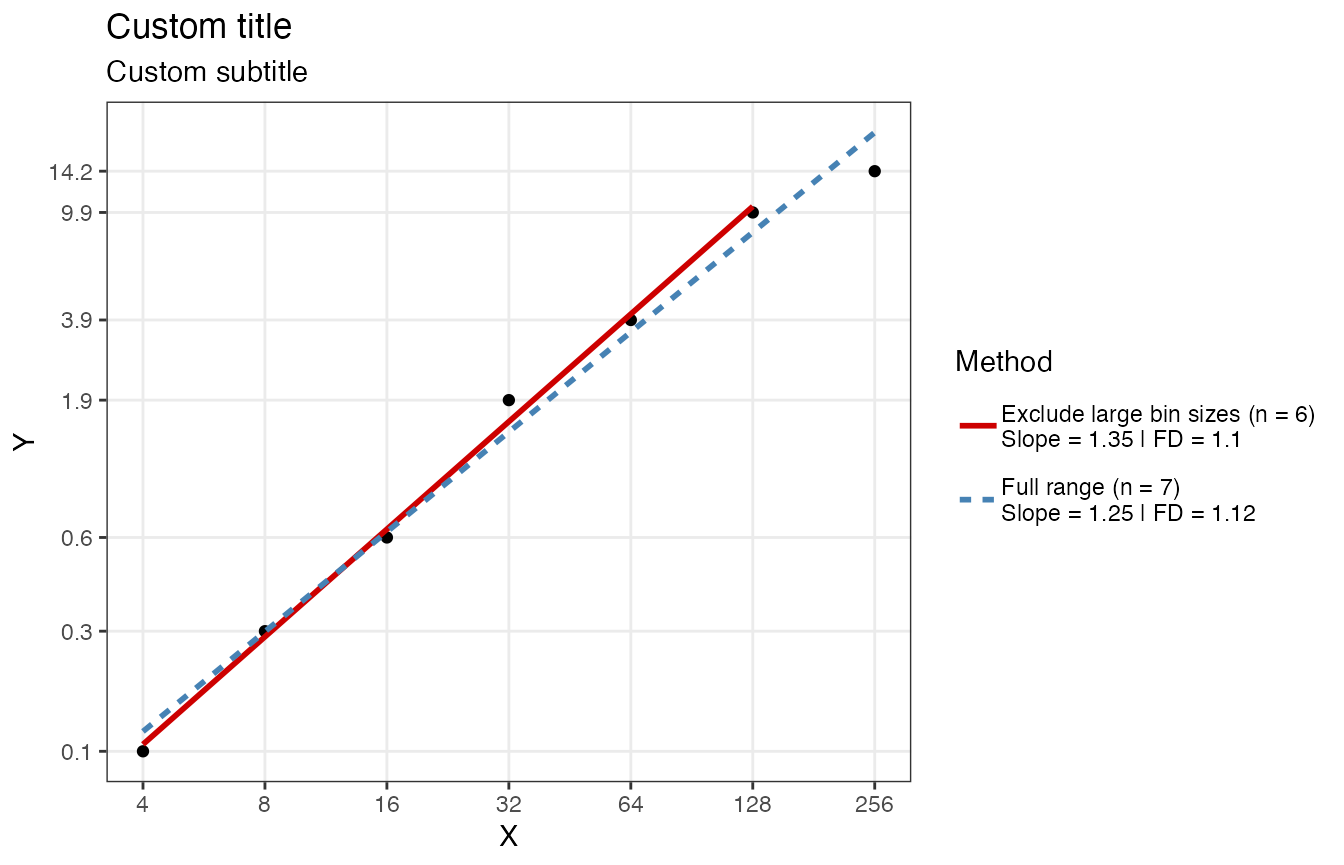 Custom title
Custom subtitle
14.2
9.9
3.9
1.9
0.6
0.3
0.1
Y
4 8 16 32 64 128 256
X
Method
Exclude large bin sizes (n = 6)
Slope = 1.35 | FD = 1.1
Full range (n = 7)
Slope = 1.25 | FD = 1.12